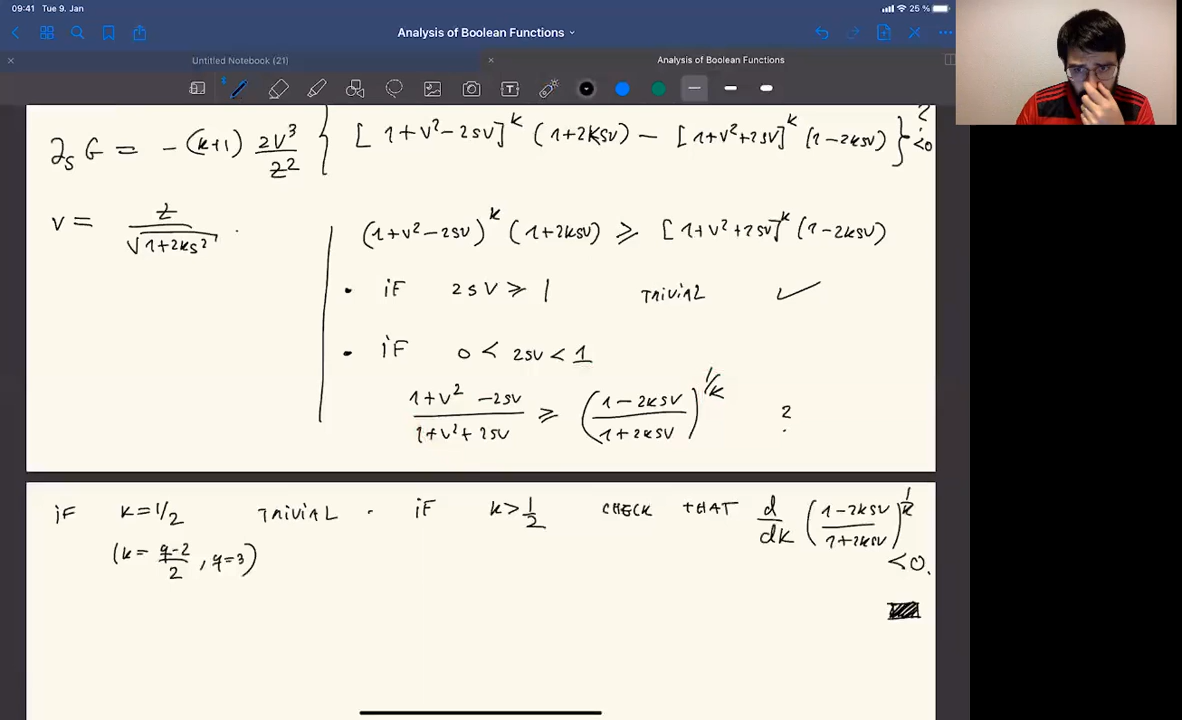 09:41 Tue 9. Jan 25 %
Analysis of Boolean Functions
Untitled Notebook (21) Analysis of Boolean Functions
∂_S G = - (k+1) 2V³/Z² { [1+V²-2SV]^k (1+2KSV) - [1+V²+2SV]^k (1-2KSV) } <0 ?
V = Z/√(1+2KS²) .
(1+V²-2SV)^k (1+2KSV) ≥ [1+V²+2SV]^k (1-2KSV)
• IF 2SV ≥ 1 TRIVIAL ✓
• IF 0 < 2SV < 1
(1+V²-2SV)/(1+V²+2SV) ≥ ((1-2KSV)/(1+2KSV))^(1/K) ?
IF K=1/2 TRIVIAL . IF K>1/2 CHECK THAT d/dK ((1-2KSV)/(1+2KSV))^(1/K) <0.
(K = (q-2)/2, q=3)